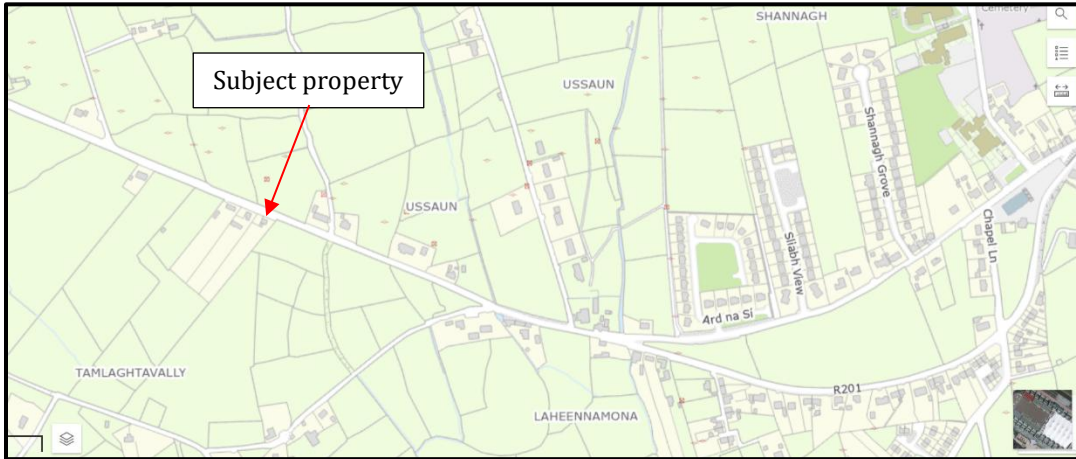 SHANNAGH
Cemetery
Subject property
USSAUN
Shannagh Grove
USSAUN
Sliabh View
Chapel Ln
Ard na Si
TAMLAGHTAVALLY
R201
LAHEENNAMONA